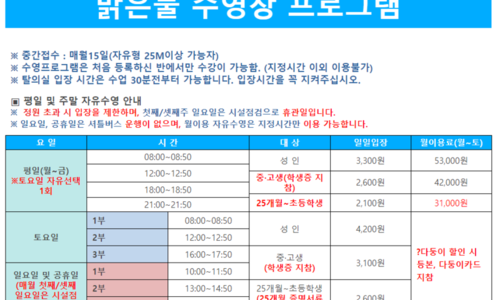 맑은물 수영장 프로그램
※ 중간접수 : 매월15일(자유형 25M이상 가능자)
※ 수영프로그램은 처음 등록하신 반에서만 수강이 가능함. (지정시간 이외 이용불가)
※ 탈의실 입장 시간은 수업 30분전부터 가능합니다. 입장시간을 꼭 지켜주십시오.
▣ 평일 및 주말 자유수영 안내
※ 정원 초과 시 입장을 제한하며, 첫째/셋째주 일요일은 시설점검으로 휴관일입니다.
※ 일요일, 공휴일은 셔틀버스 운행이 없으며, 월이용 자유수영은 지정시간만 이용 가능합니다.
요 일 시 간 대 상 일일입장 월이용료(월~토)
평일(월~금)
※토요일 자유선택
1회
08:00~08:50 성 인 3,300원 53,000원
12:00~12:50
중·고생(학생증 지참) 2,600원 42,000원
18:00~18:50
21:00~21:50 25개월~초등학생 2,100원 31,000원
토요일
1부 08:00~08:50
2부 12:00~12:50
3부 16:00~17:50
성 인 4,200원
?다둥이 할인 시
등본, 다둥이카드
지참
중·고생
(학생증 지참) 3,100원
일요일 및 공휴일
(매월 첫째/셋째
일요일은 시설점
1부 10:00~11:50
2부 13:00~14:50
25개월~초등학생
(25개월 증명서류 2,600원